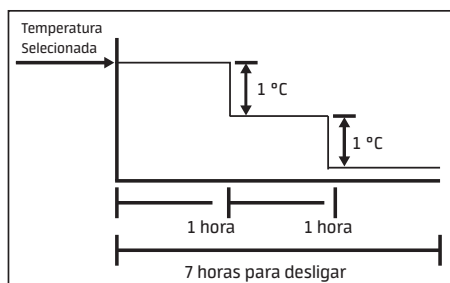 Temperatura
Selecionada
1 °C
1 °C
1 hora
1 hora
7 horas para desligar